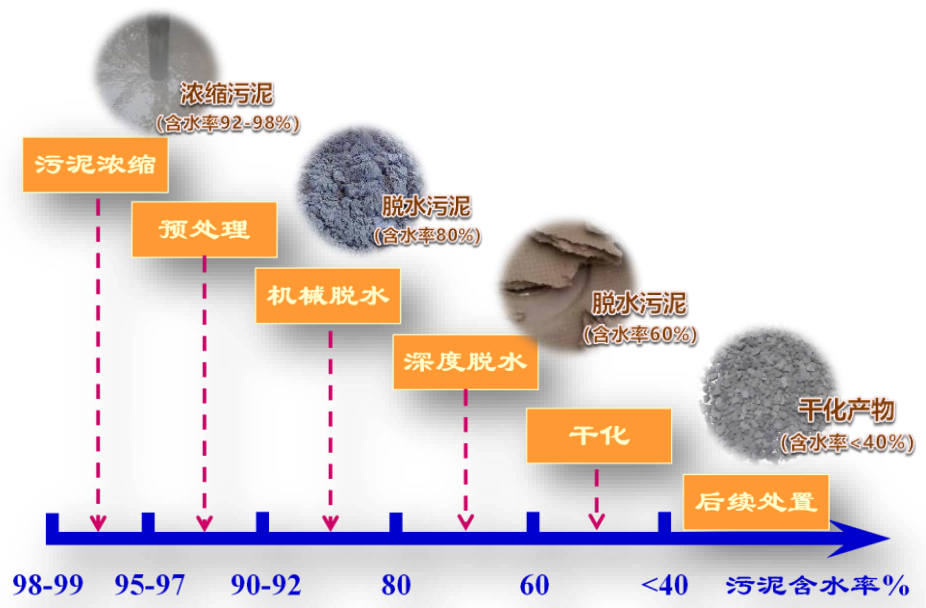 浓缩污泥
(含水率92-98%)
污泥浓缩
脱水污泥
(含水率80%)
预处理
机械脱水
脱水污泥
(含水率60%)
深度脱水
干化产物
(含水率<40%)
干化
后续处置
98-99 95-97 90-92 80 60 <40 污泥含水率%